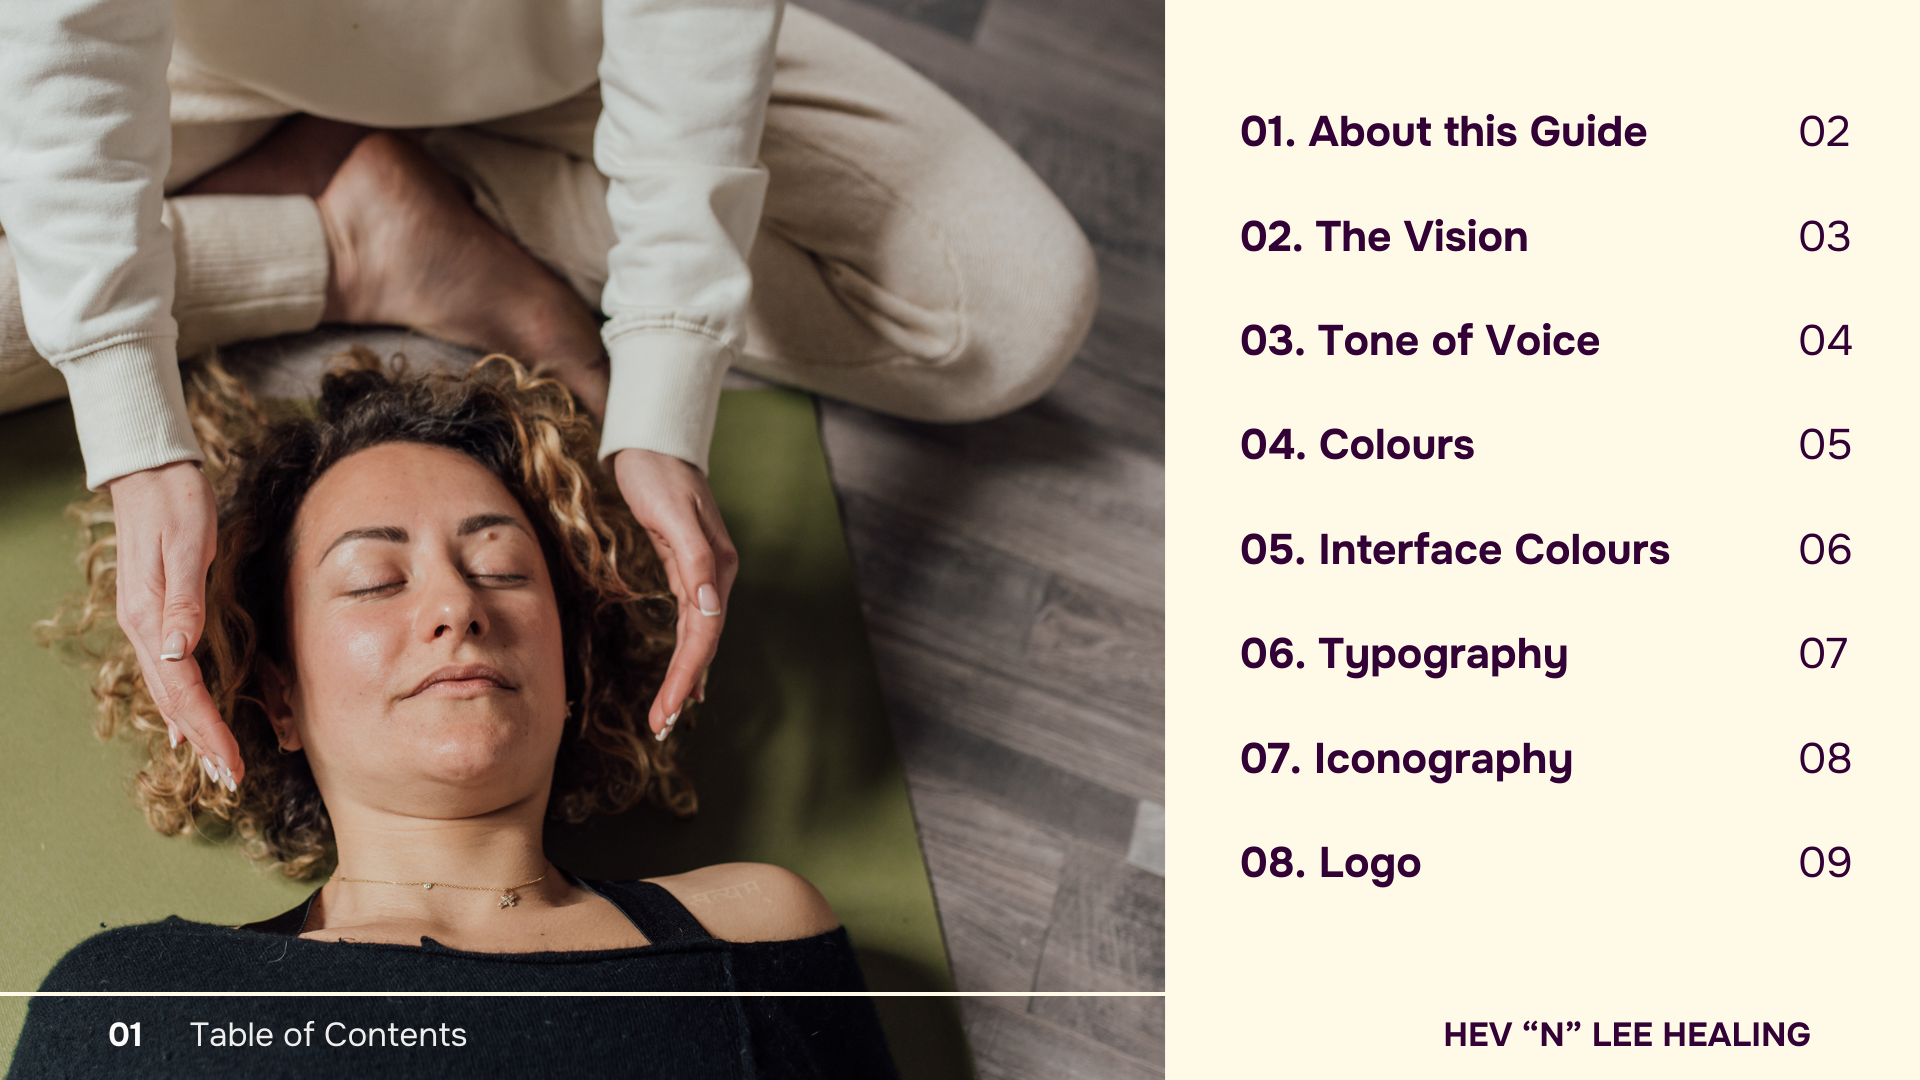 01. About this Guide 02
02. The Vision 03
03. Tone of Voice 04
04. Colours 05
05. Interface Colours 06
06. Typography 07
07. Iconography 08
08. Logo 09
01 Table of Contents
HEV “N” LEE HEALING